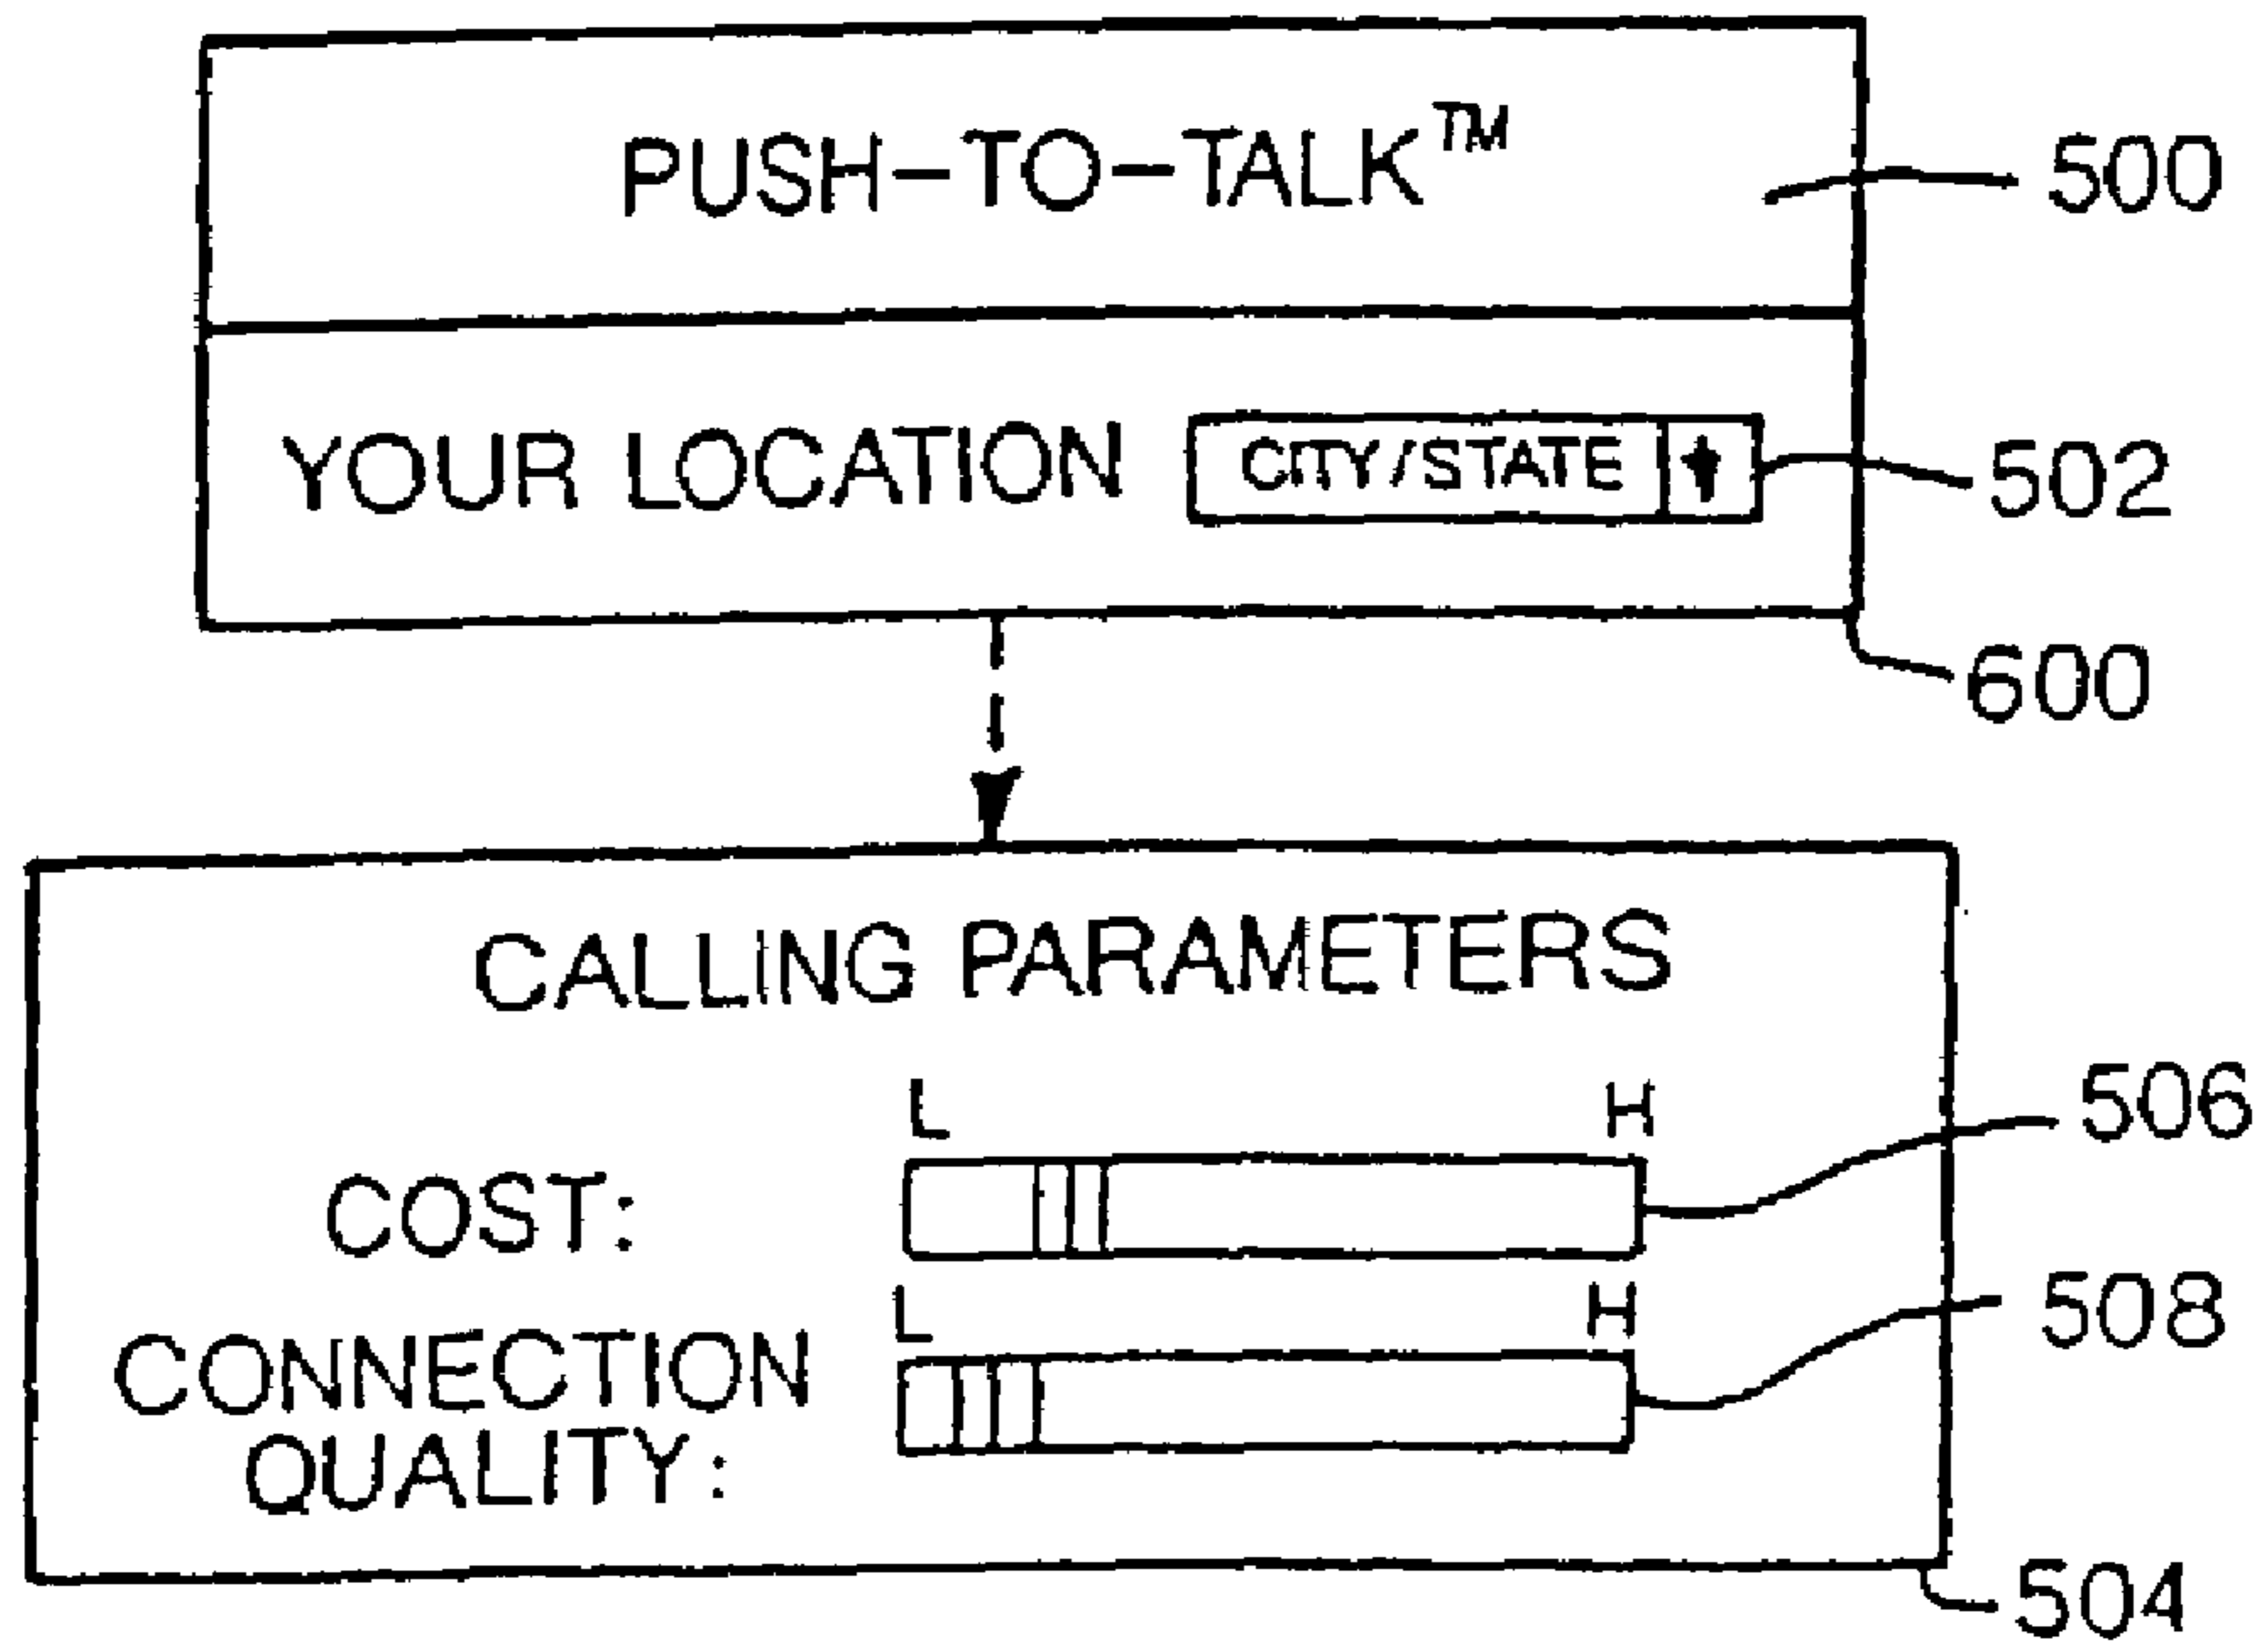 PUSH-TO-TALK™ 500
YOUR LOCATION CITY/STATE 502
600
CALLING PARAMETERS
L H 506
COST:
L H 508
CONNECTION
QUALITY:
504